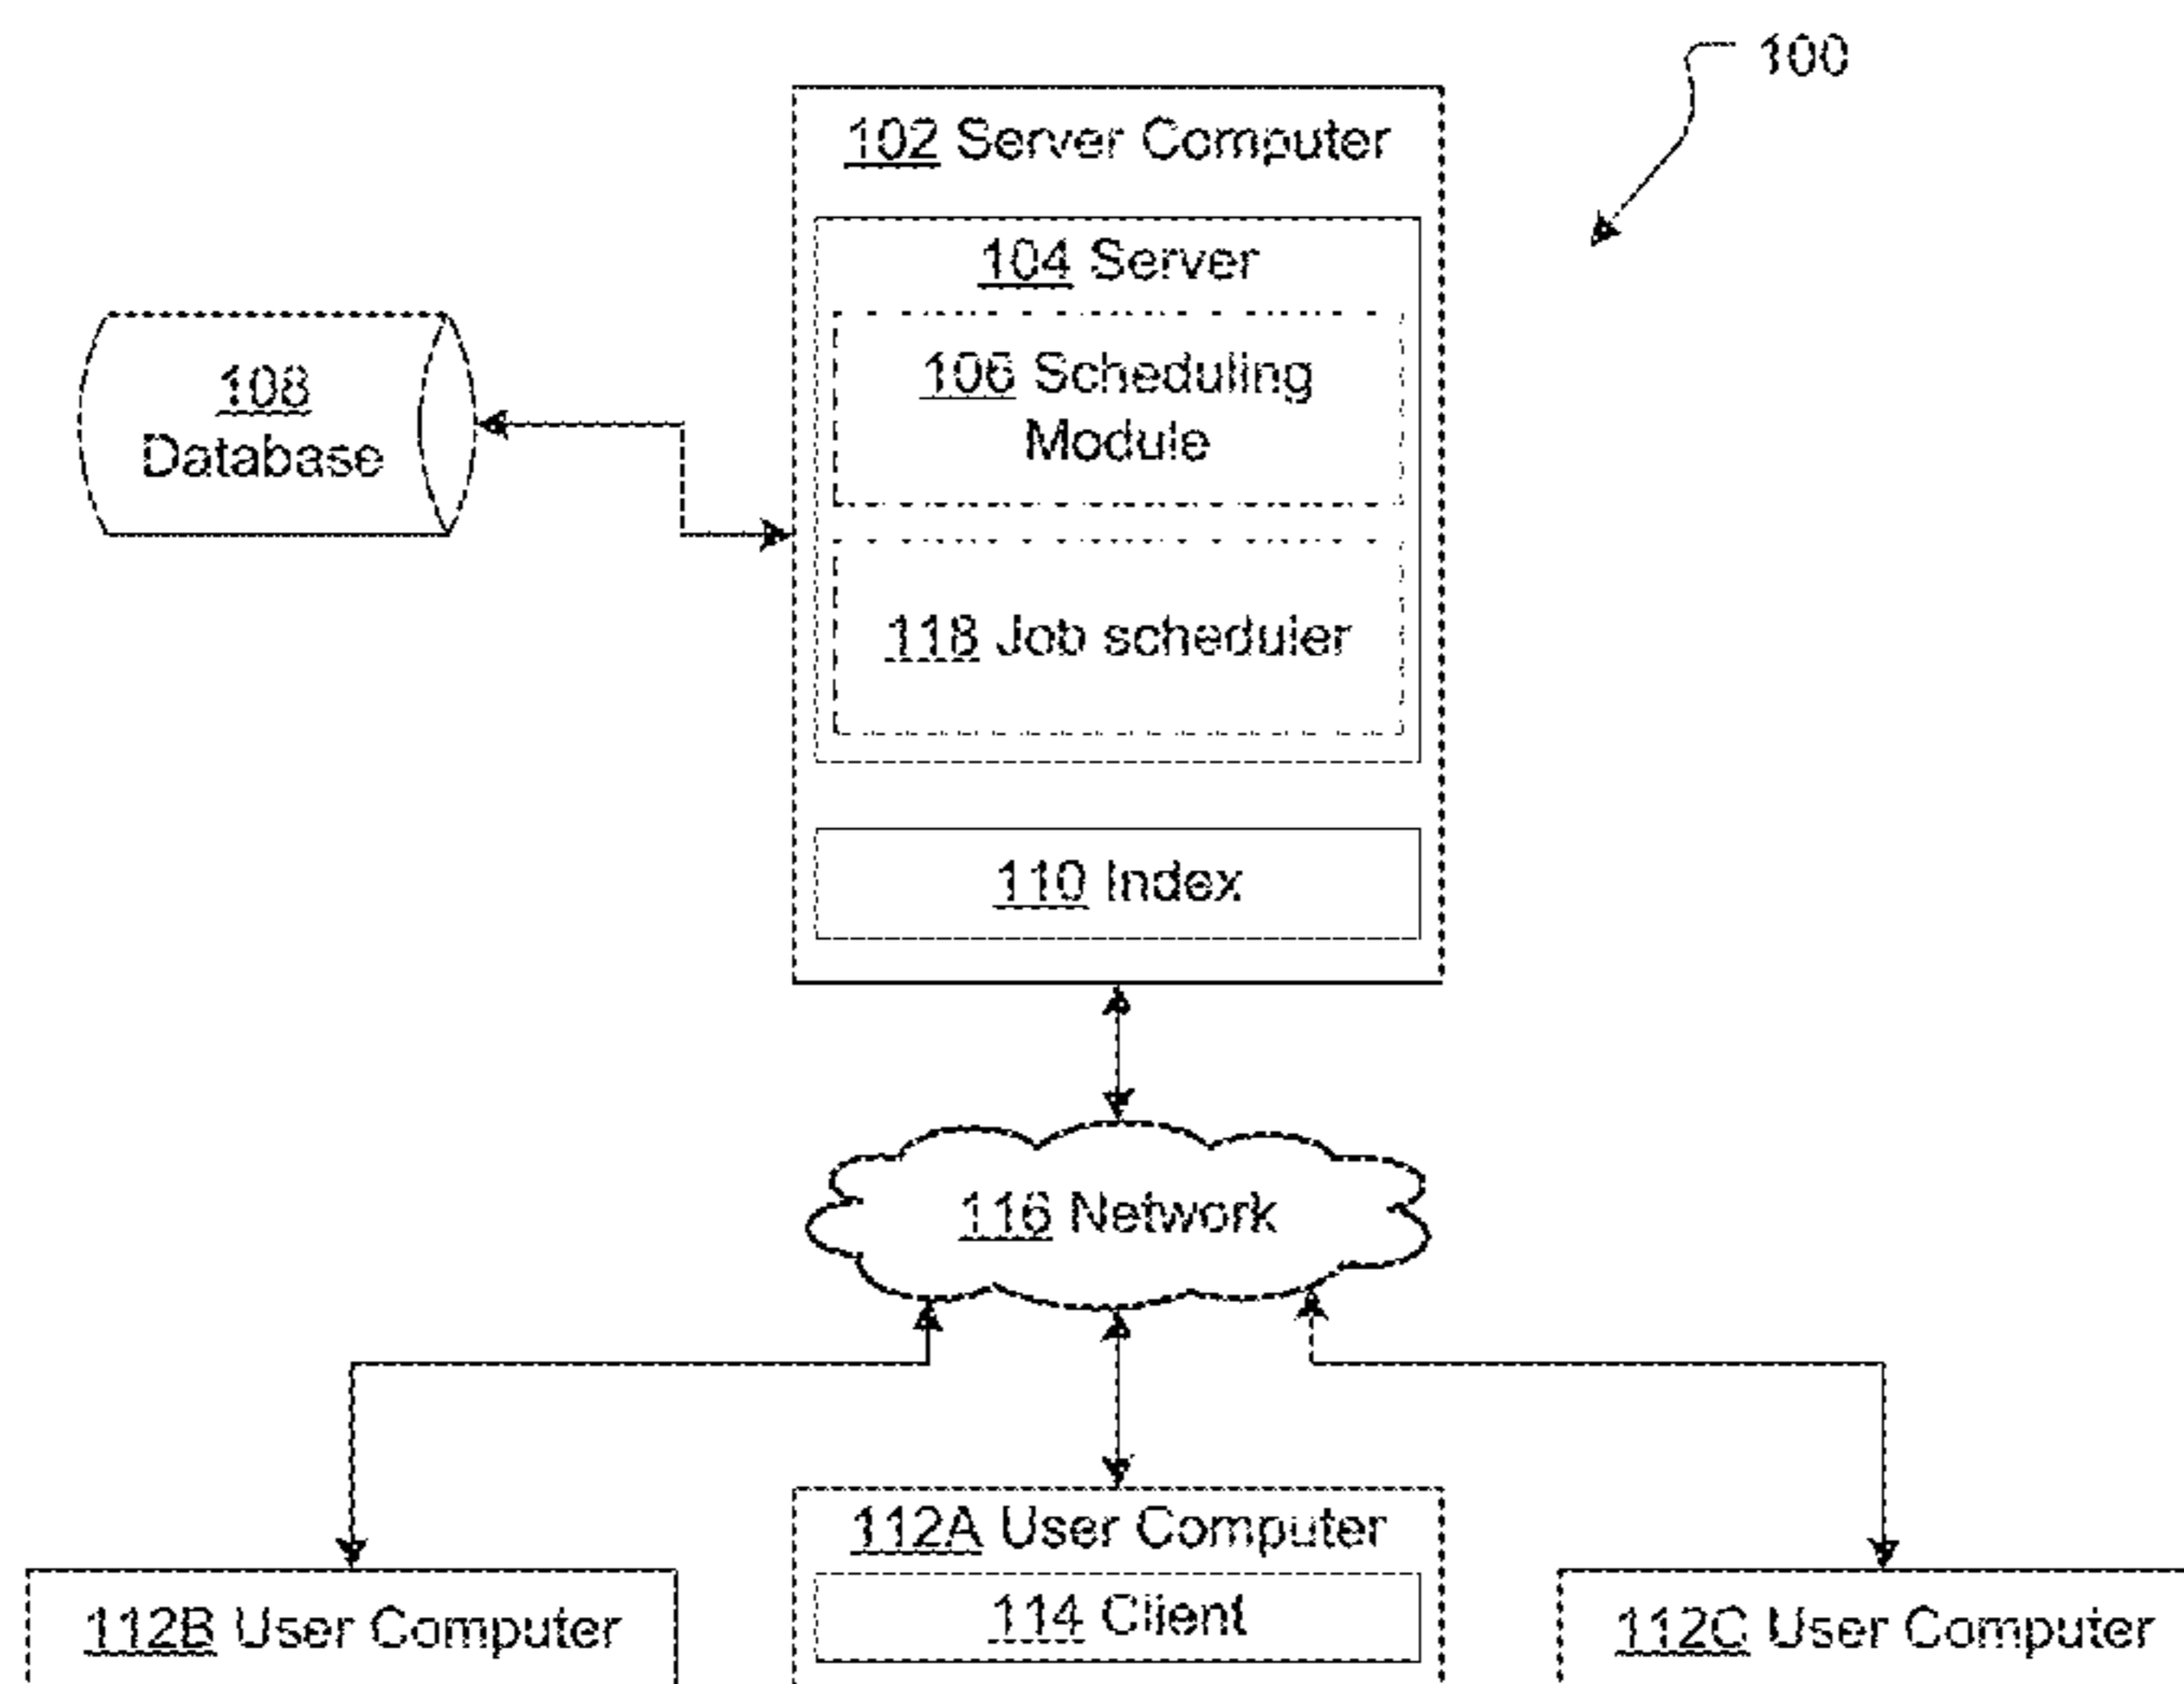 100
102 Server Computer
104 Server
106 Scheduling
Module
108
Database
118 Job scheduler
110 Index
116 Network
112A User Computer
114 Client
112B User Computer
112C User Computer